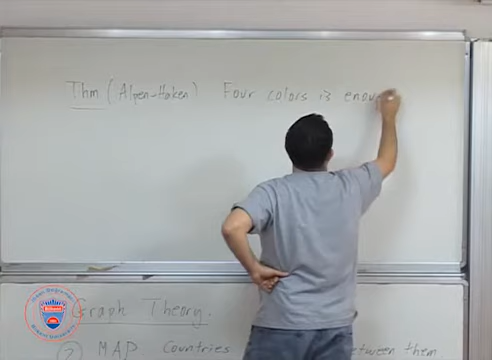 Thm (Alpen-Haken) Four colors is enou
Graph Theory.
② MAP Countries between them